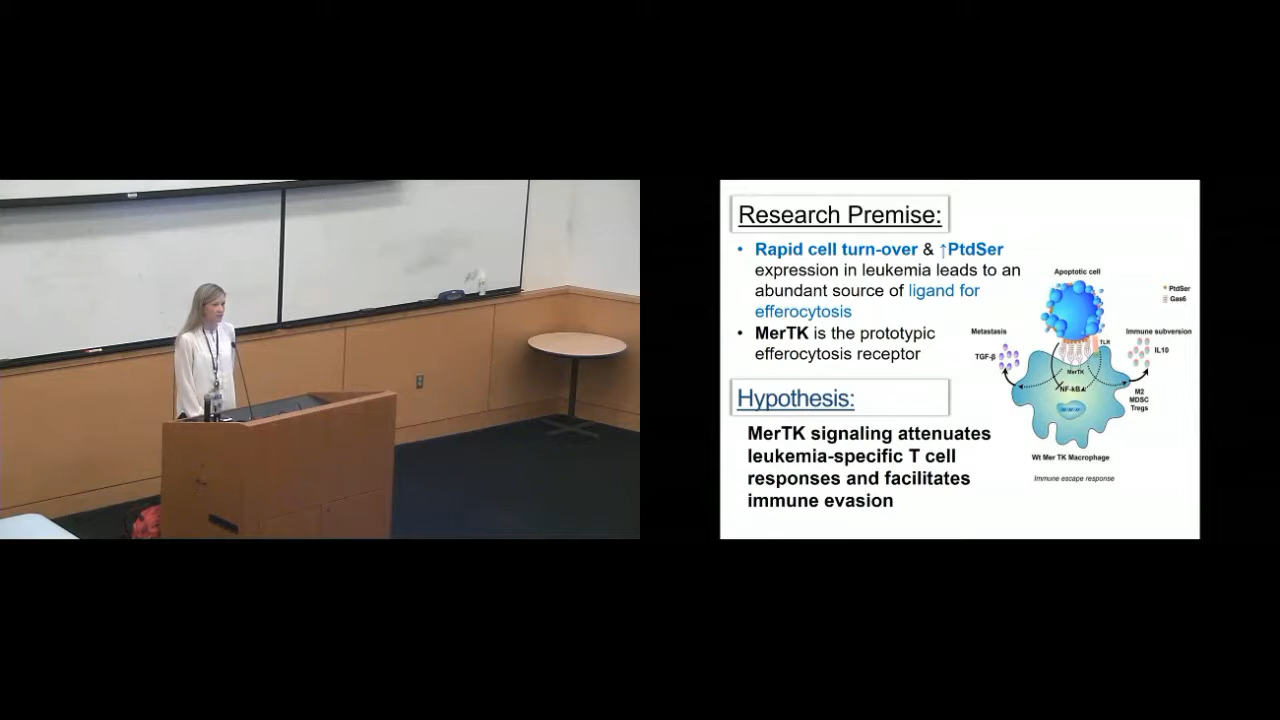 Research Premise:
• Rapid cell turn-over & ↑PtdSer
expression in leukemia leads to an
abundant source of ligand for
efferocytosis
• MerTK is the prototypic
efferocytosis receptor
Hypothesis:
MerTK signaling attenuates
leukemia-specific T cell
responses and facilitates
immune evasion
Apoptotic cell
PtdSer
Gas6
Metastasis
Immune subversion
TLR
TGF-β
IL10
MerTK
NF-kB
M2
MDSC
Tregs
Wt Mer TK Macrophage
Immune escape response